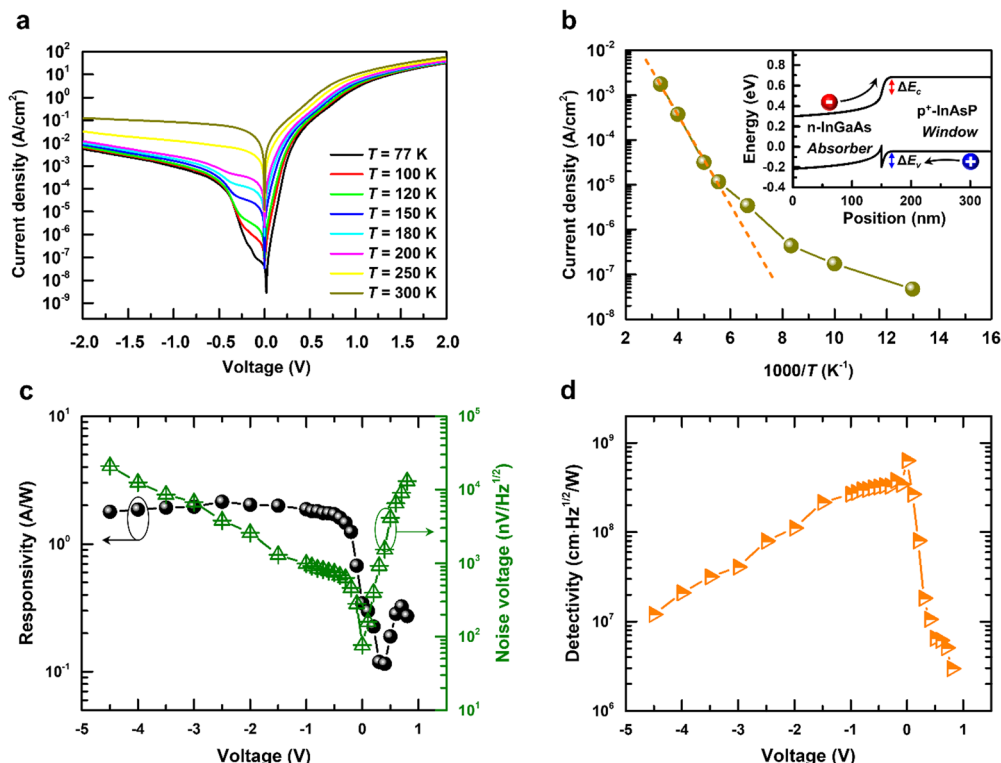 a
10²
10¹
10⁰
10⁻¹
10⁻²
10⁻³
10⁻⁴
10⁻⁵
10⁻⁶
10⁻⁷
10⁻⁸
10⁻⁹
Current density (A/cm²)
T = 77 K
T = 100 K
T = 120 K
T = 150 K
T = 180 K
T = 200 K
T = 250 K
T = 300 K
-2.0 -1.5 -1.0 -0.5 0.0 0.5 1.0 1.5 2.0
Voltage (V)
b
10⁻²
10⁻³
10⁻⁴
10⁻⁵
10⁻⁶
10⁻⁷
10⁻⁸
Current density (A/cm²)
0.8
0.6
0.4
0.2
0.0
-0.2
-0.4
Energy (eV)
ΔEc
n-InGaAs
Absorber
p⁺-InAsP
Window
ΔEv
0 100 200 300
Position (nm)
2 4 6 8 10 12 14 16
1000/T (K⁻¹)
c
10¹
10⁰
10⁻¹
Responsivity (A/W)
10⁵
10⁴
10³
10²
10¹
Noise voltage (nV/Hz¹/²)
-5 -4 -3 -2 -1 0 1
Voltage (V)
d
10⁹
10⁸
10⁷
10⁶
Detectivity (cm·Hz¹/²/W)
-5 -4 -3 -2 -1 0 1
Voltage (V)